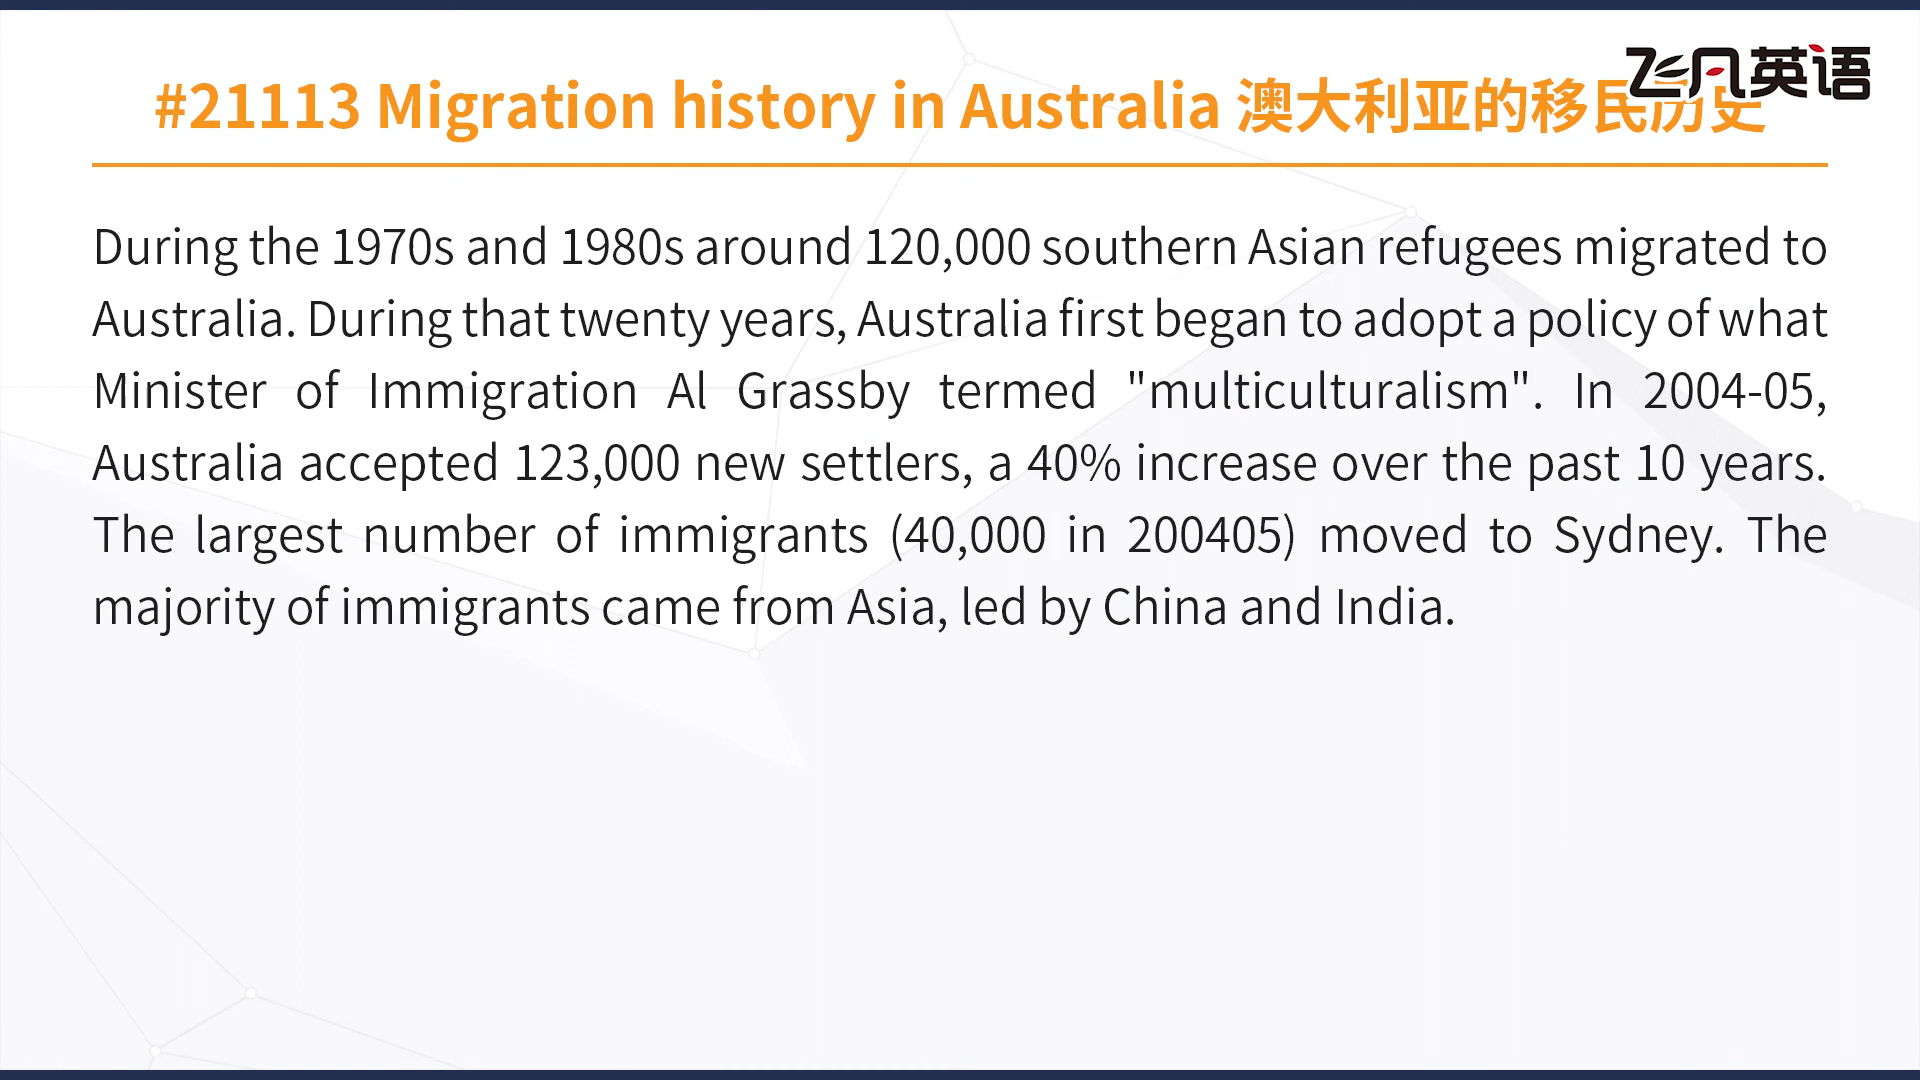 飞凡英语
#21113 Migration history in Australia 澳大利亚的移民历史
During the 1970s and 1980s around 120,000 southern Asian refugees migrated to
Australia. During that twenty years, Australia first began to adopt a policy of what
Minister of Immigration Al Grassby termed "multiculturalism". In 2004-05,
Australia accepted 123,000 new settlers, a 40% increase over the past 10 years.
The largest number of immigrants (40,000 in 200405) moved to Sydney. The
majority of immigrants came from Asia, led by China and India.